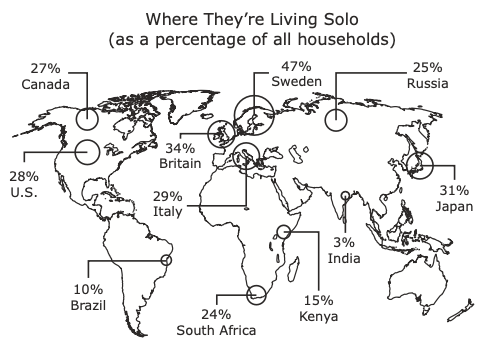 Where They're Living Solo
(as a percentage of all households)
27%
Canada
47%
Sweden
25%
Russia
34%
Britain
28%
U.S.
29%
Italy
31%
Japan
3%
India
10%
Brazil
24%
South Africa
15%
Kenya